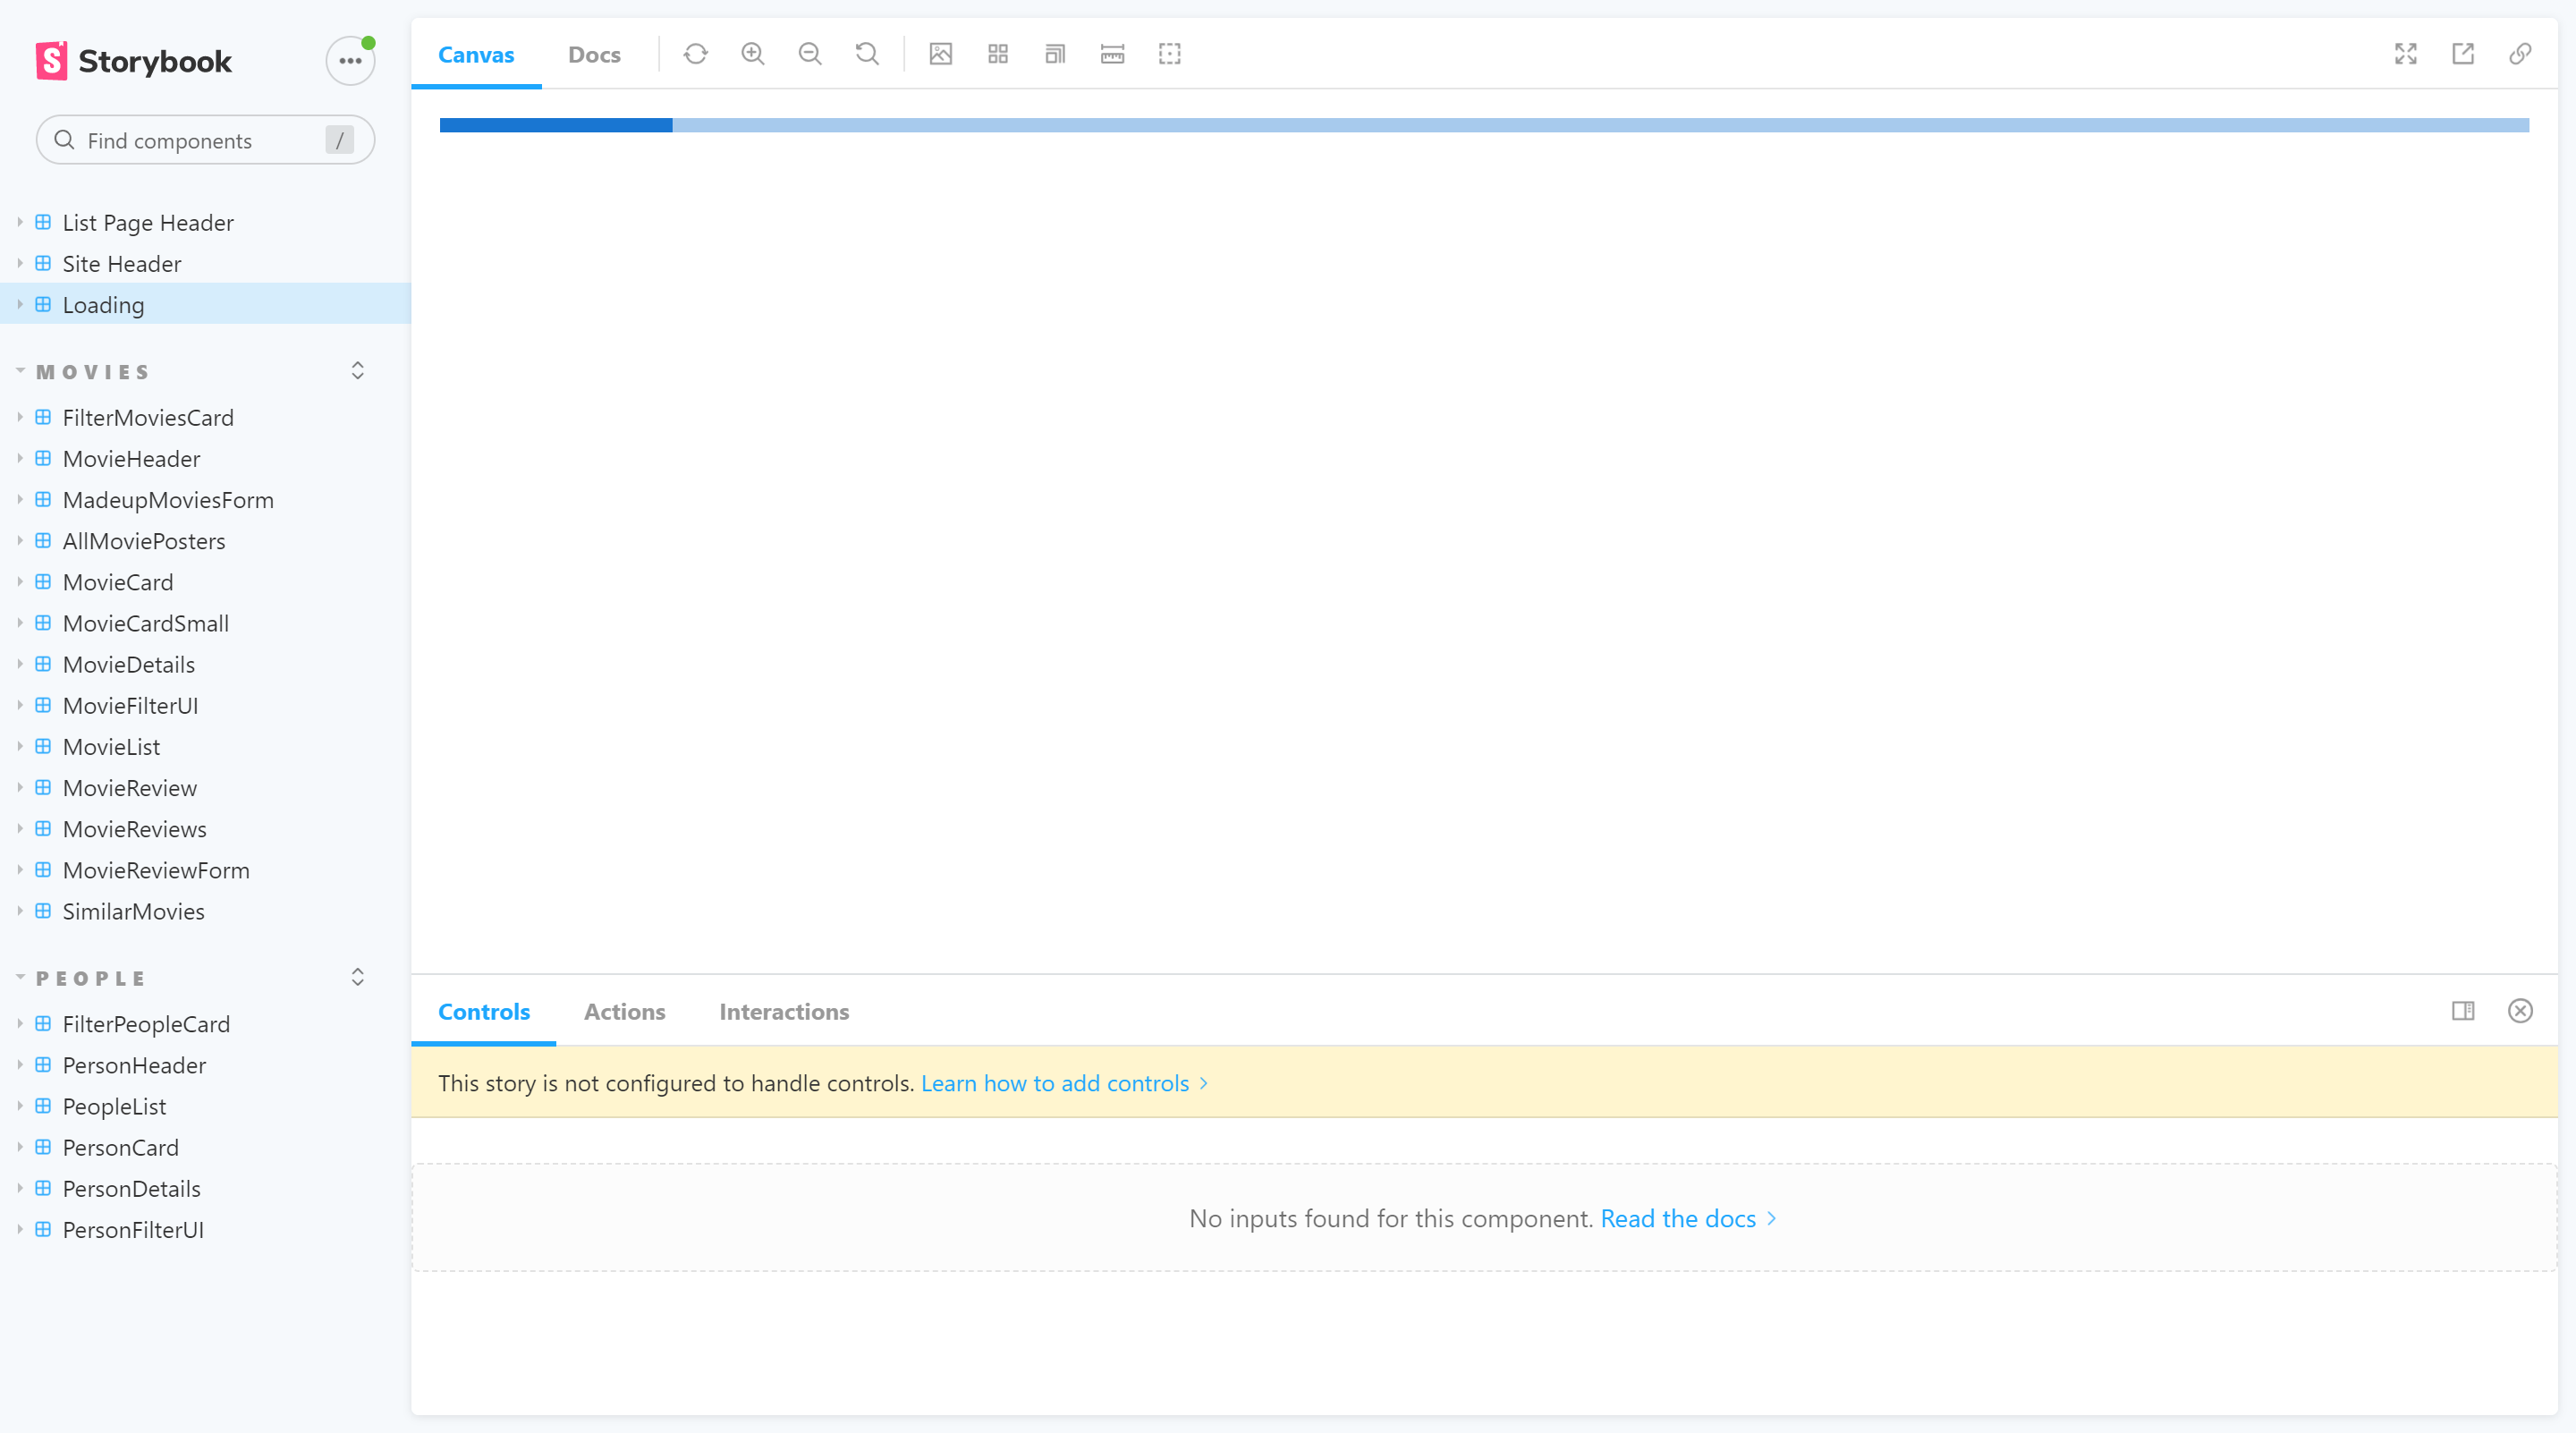 Storybook
Find components /
List Page Header
Site Header
Loading
MOVIES
FilterMoviesCard
MovieHeader
MadeupMoviesForm
AllMoviePosters
MovieCard
MovieCardSmall
MovieDetails
MovieFilterUI
MovieList
MovieReview
MovieReviews
MovieReviewForm
SimilarMovies
PEOPLE
FilterPeopleCard
PersonHeader
PeopleList
PersonCard
PersonDetails
PersonFilterUI
Canvas Docs
Controls Actions Interactions
This story is not configured to handle controls. Learn how to add controls
No inputs found for this component. Read the docs